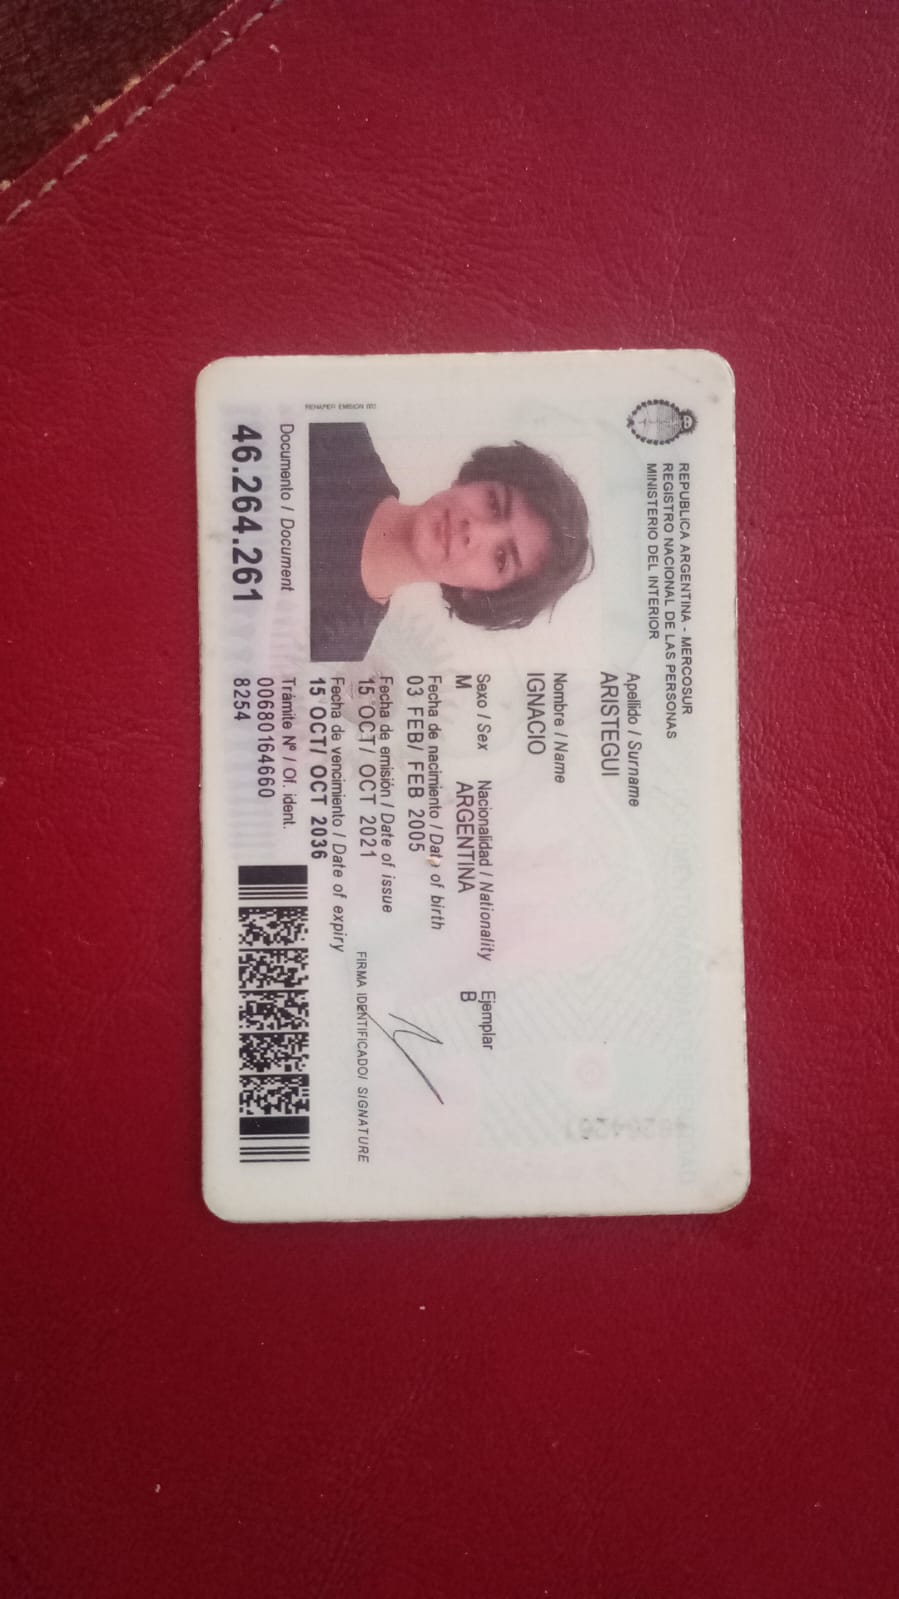 REPUBLICA ARGENTINA - MERCOSUR
REGISTRO NACIONAL DE LAS PERSONAS
MINISTERIO DEL INTERIOR
Apellido / Surname
ARISTEGUI
Nombre / Name
IGNACIO
Sexo / Sex Nacionalidad / Nationality Ejemplar
M ARGENTINA B
Fecha de nacimiento / Date of birth
03 FEB/ FEB 2005
Fecha de emisión / Date of issue
15 OCT/ OCT 2021
Fecha de vencimiento / Date of expiry
15 OCT/ OCT 2036
FIRMA IDENTIFICADO/ SIGNATURE
RENAPER EMISION 001
Documento / Document
46.264.261
Trámite Nº / Of. ident.
00680164660
8254